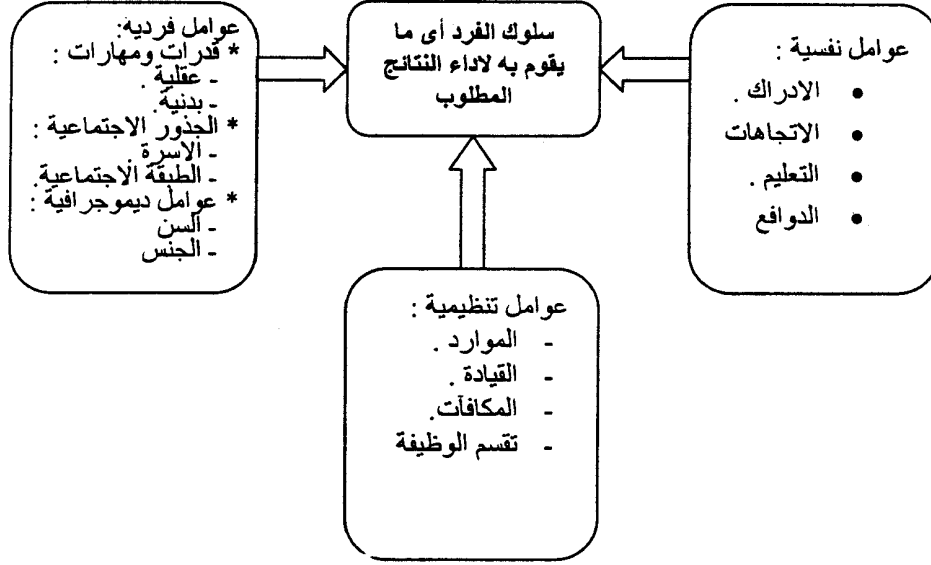 عوامل نفسية :
• الادراك .
• الاتجاهات
• التعليم .
• الدوافع
سلوك الفرد أى ما
يقوم به لاداء النتائج
المطلوب
عوامل فرديه:
* قدرات ومهارات :
- عقلية .
- بدنية.
* الجذور الاجتماعية :
- الاسرة .
- الطبقة الاجتماعية.
* عوامل ديموجرافية :
- السن
- الجنس
عوامل تنظيمية :
- الموارد .
- القيادة .
- المكافآت.
- تقسم الوظيفة